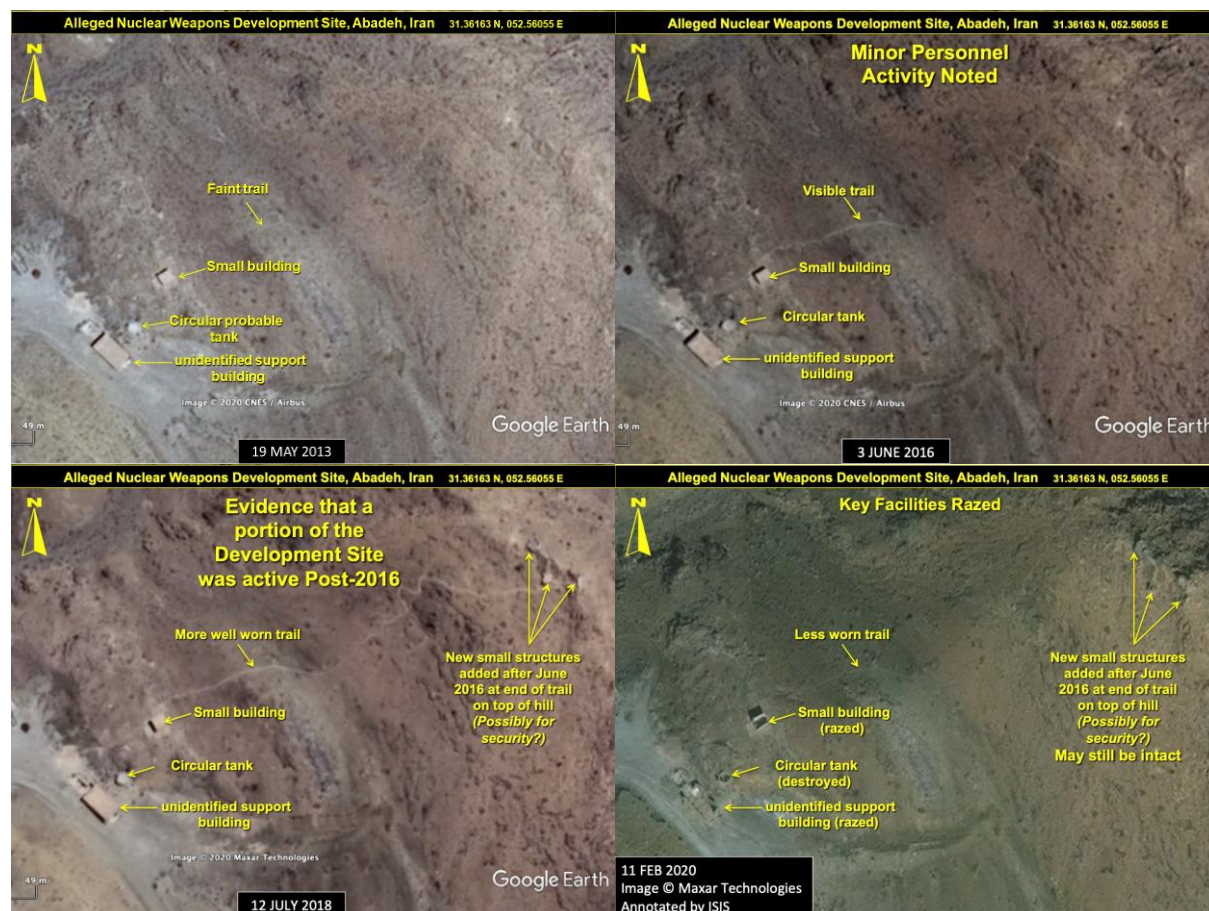 Alleged Nuclear Weapons Development Site, Abadeh, Iran 31.36163 N, 052.56055 E
N
Faint trail
Small building
Circular probable
tank
unidentified support
building
Image © 2020 CNES / Airbus
Google Earth
49 m
19 MAY 2013
Alleged Nuclear Weapons Development Site, Abadeh, Iran 31.36163 N, 052.56055 E
N
Minor Personnel
Activity Noted
Visible trail
Small building
Circular tank
unidentified support
building
Image © 2020 CNES / Airbus
Google Earth
49 m
3 JUNE 2016
Alleged Nuclear Weapons Development Site, Abadeh, Iran 31.36163 N, 052.56055 E
N
Evidence that a
portion of the
Development Site
was active Post-2016
More well worn trail
New small structures
added after June
2016 at end of trail
on top of hill
(Possibly for
security?)
Small building
Circular tank
unidentified support
building
Image © 2020 Maxar Technologies
Google Earth
49 m
12 JULY 2018
Alleged Nuclear Weapons Development Site, Abadeh, Iran 31.36163 N, 052.56055 E
N
Key Facilities Razed
Less worn trail
New small structures
added after June
2016 at end of trail
on top of hill
(Possibly for
security?)
May still be intact
Small building
(razed)
Circular tank
(destroyed)
unidentified support
building (razed)
11 FEB 2020
Image © Maxar Technologies
Annotated by ISIS